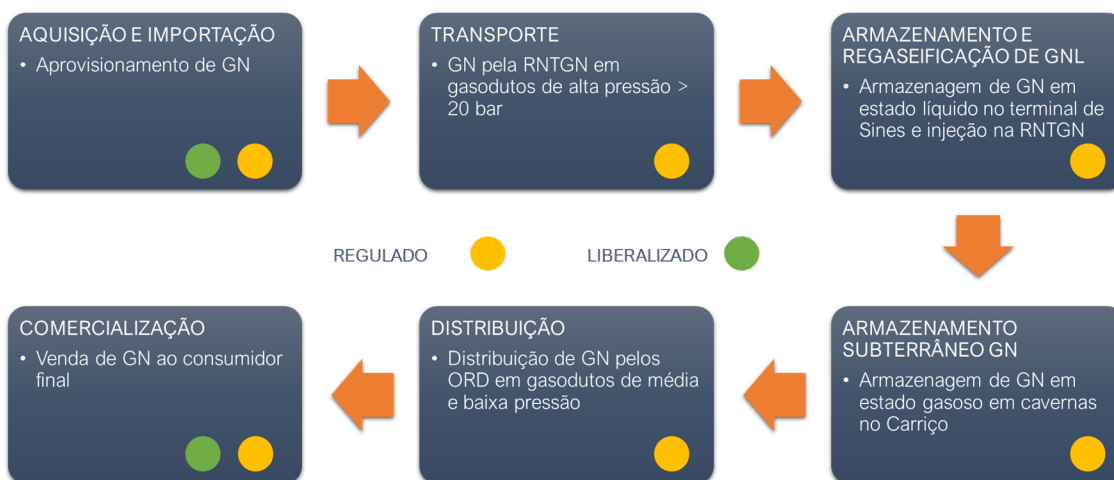 AQUISIÇÃO E IMPORTAÇÃO
• Aprovisionamento de GN
TRANSPORTE
• GN pela RNTGN em
gasodutos de alta pressão >
20 bar
ARMAZENAMENTO E
REGASEIFICAÇÃO DE GNL
• Armazenagem de GN em
estado líquido no terminal de
Sines e injeção na RNTGN
REGULADO
LIBERALIZADO
COMERCIALIZAÇÃO
• Venda de GN ao consumidor
final
DISTRIBUIÇÃO
• Distribuição de GN pelos
ORD em gasodutos de média
e baixa pressão
ARMAZENAMENTO
SUBTERRÂNEO GN
• Armazenagem de GN em
estado gasoso em cavernas
no Carriço